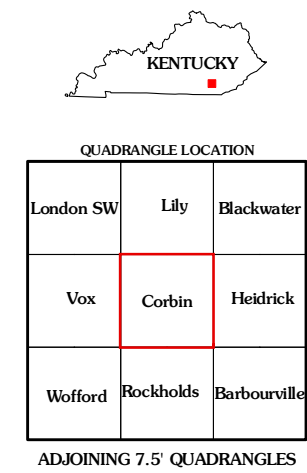 KENTUCKY
QUADRANGLE LOCATION
London SW Lily Blackwater
Vox Corbin Heidrick
Wofford Rockholds Barbourville
ADJOINING 7.5' QUADRANGLES